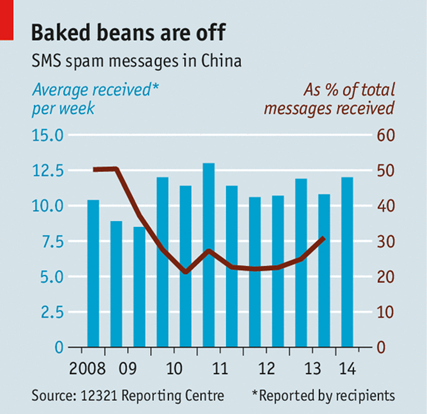 Baked beans are off
SMS spam messages in China
Average received*
per week
As % of total
messages received
15.0
12.5
10.0
7.5
5.0
2.5
0
60
50
40
30
20
10
0
2008 09 10 11 12 13 14
Source: 12321 Reporting Centre *Reported by recipients